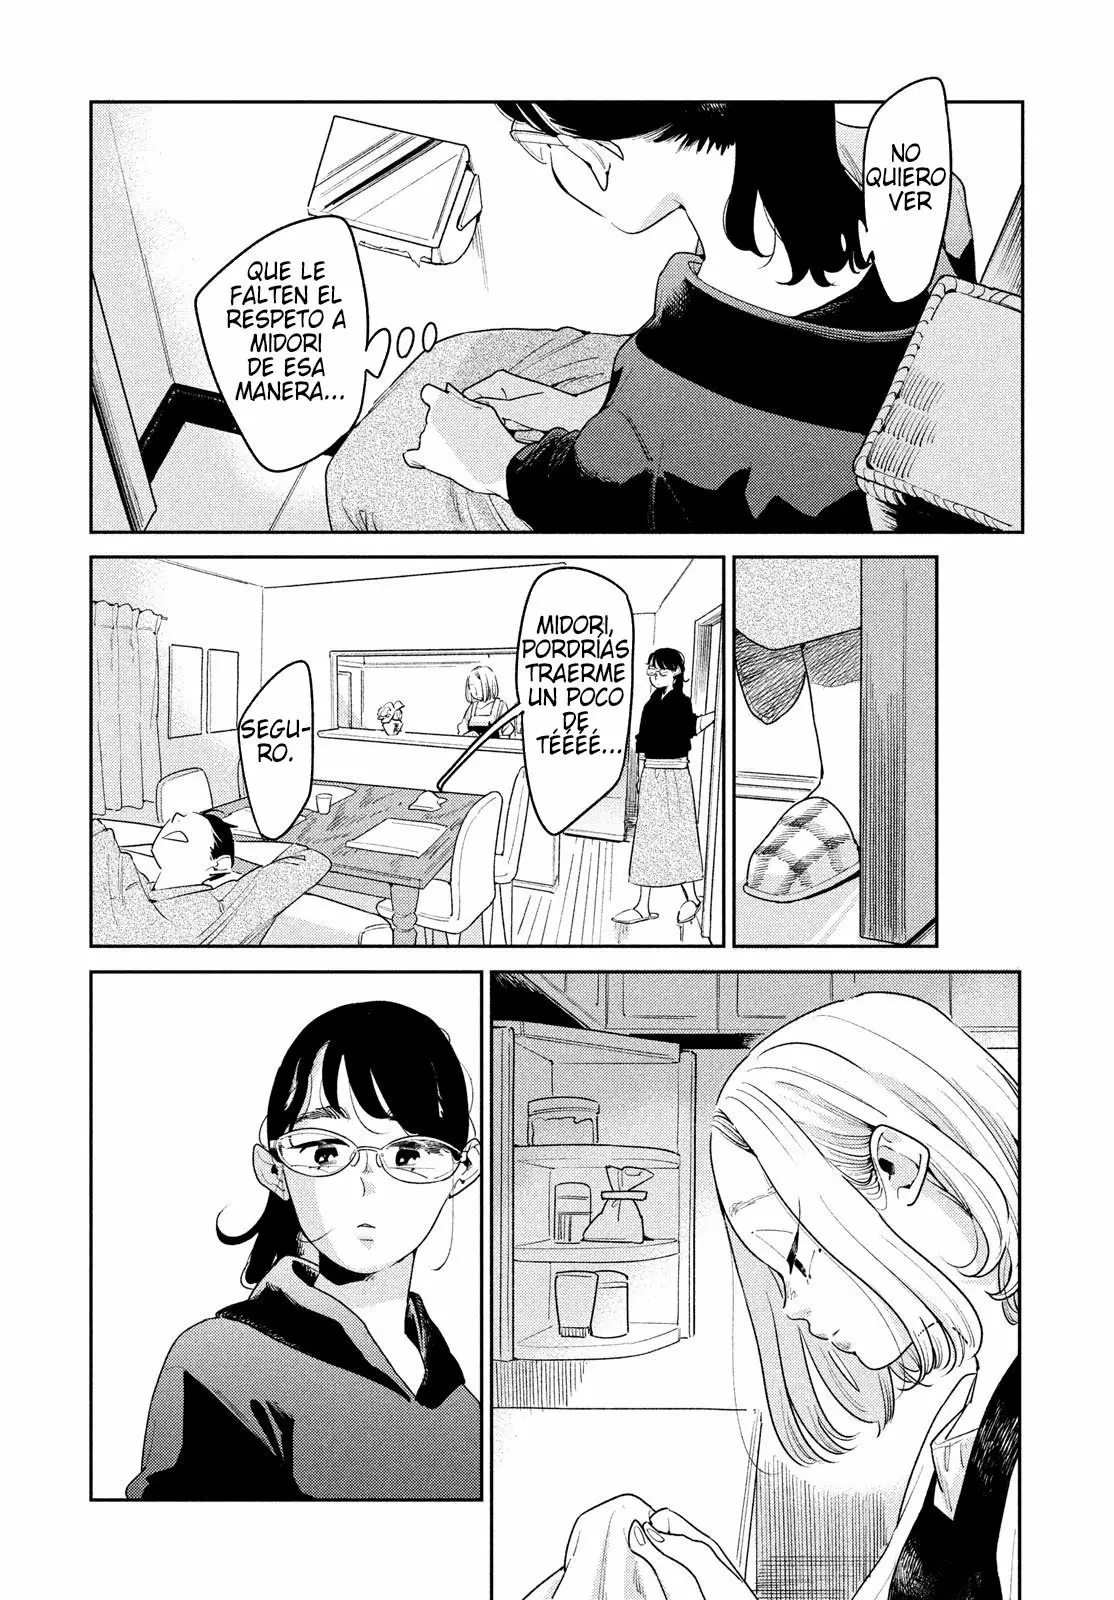 NO
QUIERO
VER
QUE LE
FALTEN EL
RESPETO A
MIDORI
DE ESA
MANERA...
MIDORI,
PORDRÍAS
TRAERME
UN POCO
DE
TÉÉÉÉ...
SEGU-
RO.